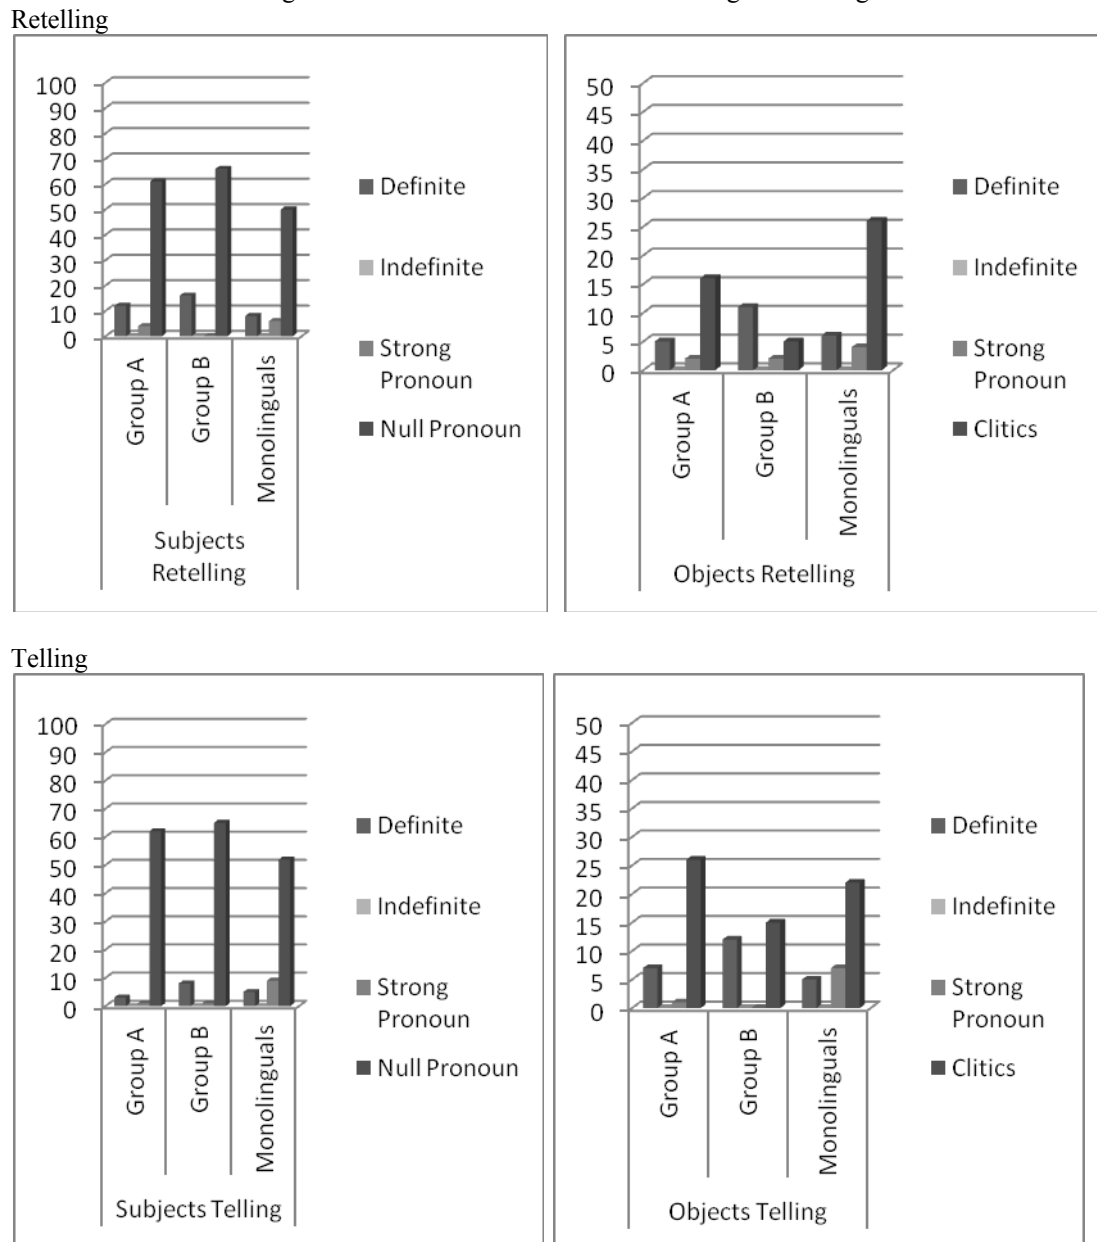 Retelling
100
90
80
70
60
50
40
30
20
10
0
Group A
Group B
Monolinguals
Subjects
Retelling
Definite
Indefinite
Strong
Pronoun
Null Pronoun
50
45
40
35
30
25
20
15
10
5
0
Group A
Group B
Monolinguals
Objects Retelling
Definite
Indefinite
Strong
Pronoun
Clitics
Telling
100
90
80
70
60
50
40
30
20
10
0
Group A
Group B
Monolinguals
Subjects Telling
Definite
Indefinite
Strong
Pronoun
Null Pronoun
50
45
40
35
30
25
20
15
10
5
0
Group A
Group B
Monolinguals
Objects Telling
Definite
Indefinite
Strong
Pronoun
Clitics